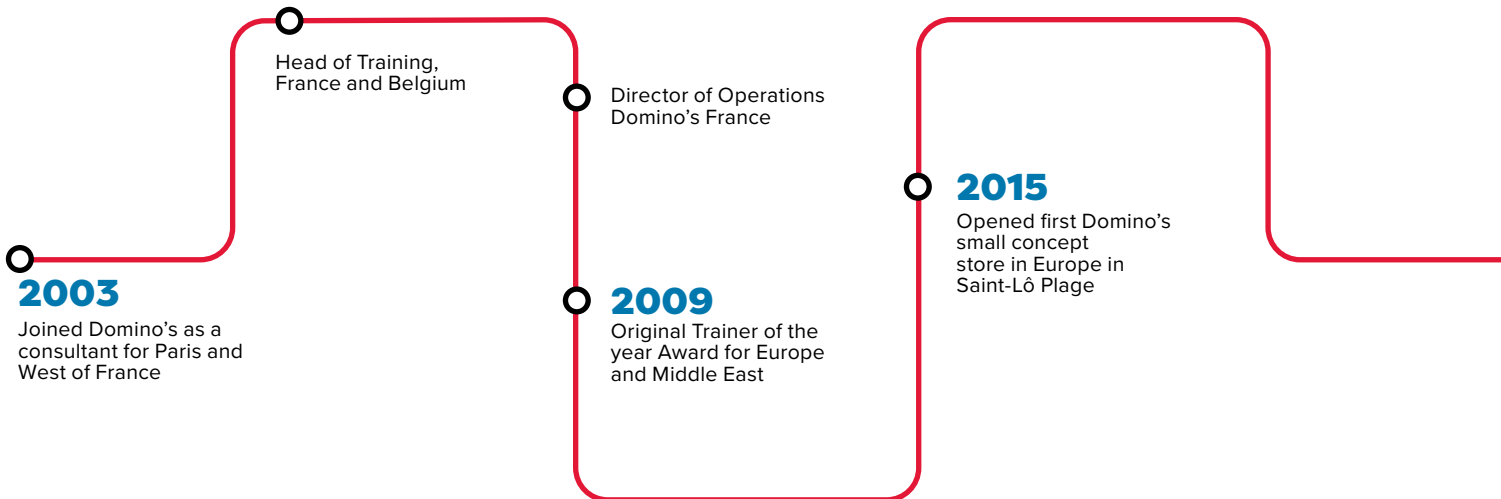 2003
Joined Domino's as a
consultant for Paris and
West of France
Head of Training,
France and Belgium
Director of Operations
Domino's France
2009
Original Trainer of the
year Award for Europe
and Middle East
2015
Opened first Domino's
small concept
store in Europe in
Saint-Lô Plage